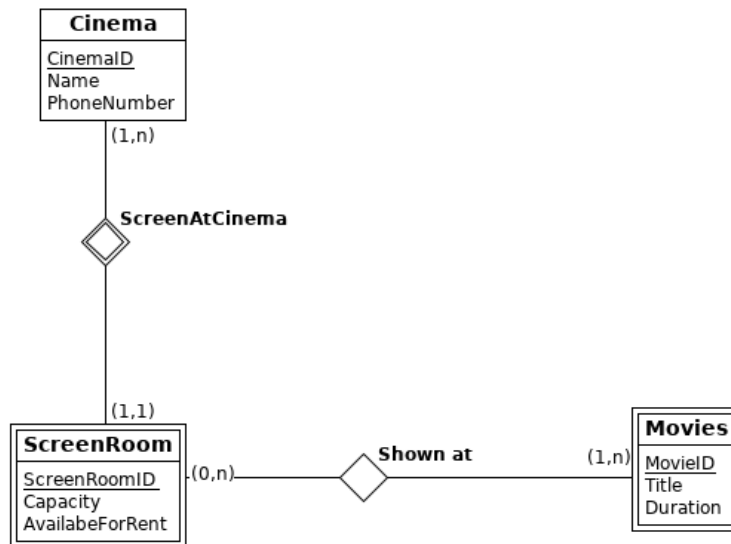 Cinema
CinemaID
Name
PhoneNumber
(1,n)
ScreenAtCinema
(1,1)
ScreenRoom
ScreenRoomID
Capacity
AvailabeForRent
(0,n)
Shown at
(1,n)
Movies
MovieID
Title
Duration